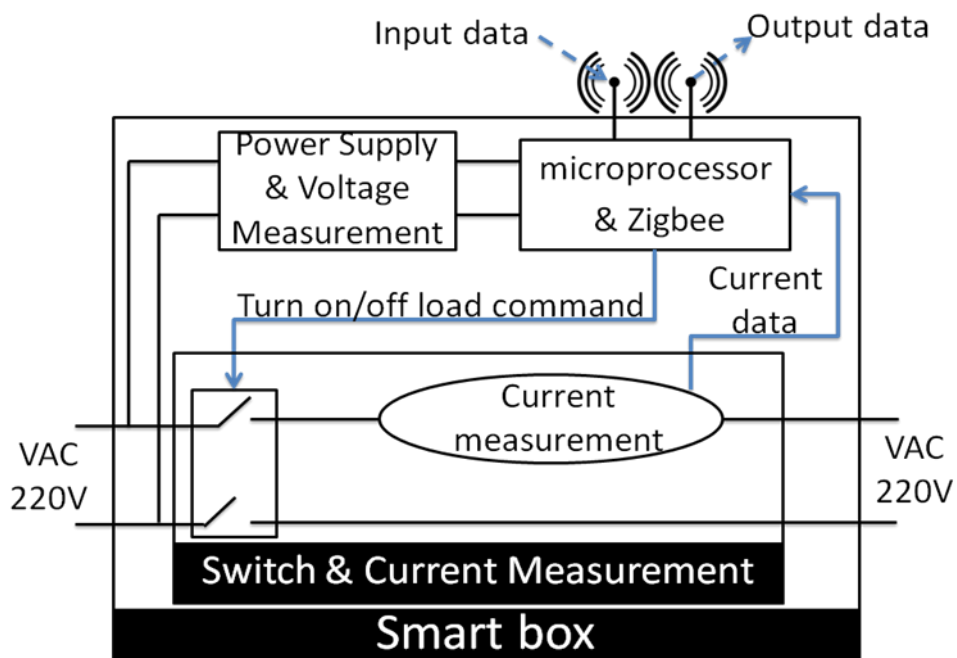 Input data
Output data
Power Supply
& Voltage
Measurement
microprocessor
& Zigbee
Turn on/off load command
Current
data
Current
measurement
VAC
220V
VAC
220V
Switch & Current Measurement
Smart box